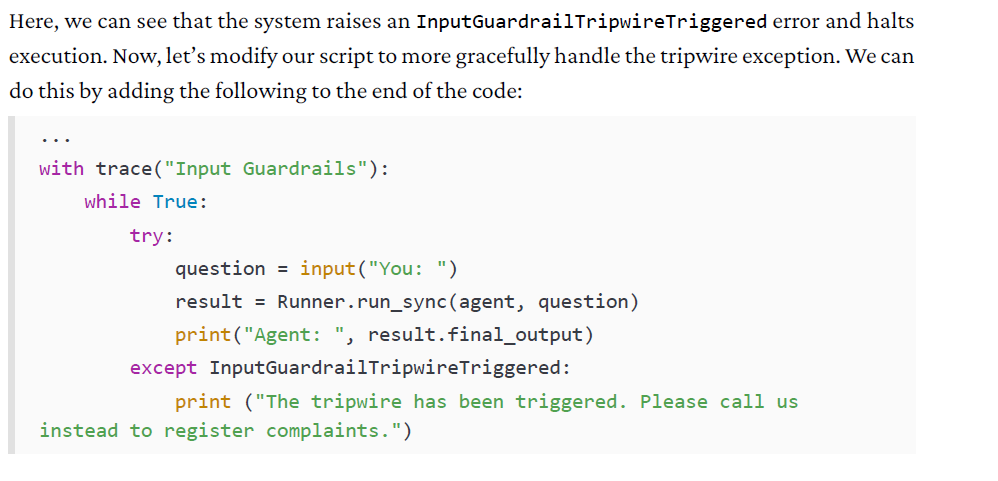 Here, we can see that the system raises an InputGuardrailTripwireTriggered error and halts
execution. Now, let’s modify our script to more gracefully handle the tripwire exception. We can
do this by adding the following to the end of the code:
...
with trace("Input Guardrails"):
    while True:
        try:
            question = input("You: ")
            result = Runner.run_sync(agent, question)
            print("Agent: ", result.final_output)
        except InputGuardrailTripwireTriggered:
            print ("The tripwire has been triggered. Please call us
instead to register complaints.")